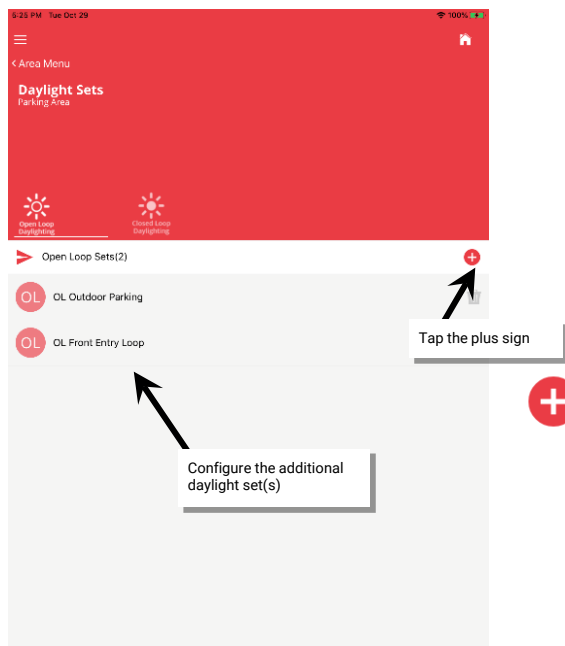 5:25 PM Tue Oct 29
100%
< Area Menu
Daylight Sets
Parking Area
Open Loop
Daylighting
Closed Loop
Daylighting
Open Loop Sets(2)
OL OL Outdoor Parking
Tap the plus sign
OL OL Front Entry Loop
Configure the additional
daylight set(s)